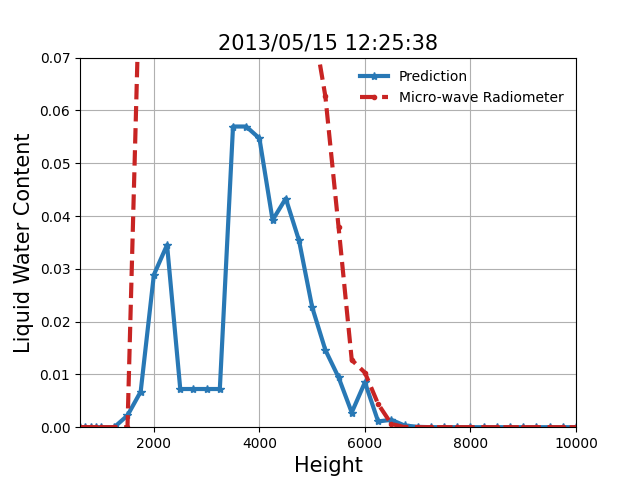 2013/05/15 12:25:38
Prediction
Micro-wave Radiometer
0.07
0.06
0.05
0.04
0.03
0.02
0.01
0.00
Liquid Water Content
2000 4000 6000 8000 10000
Height